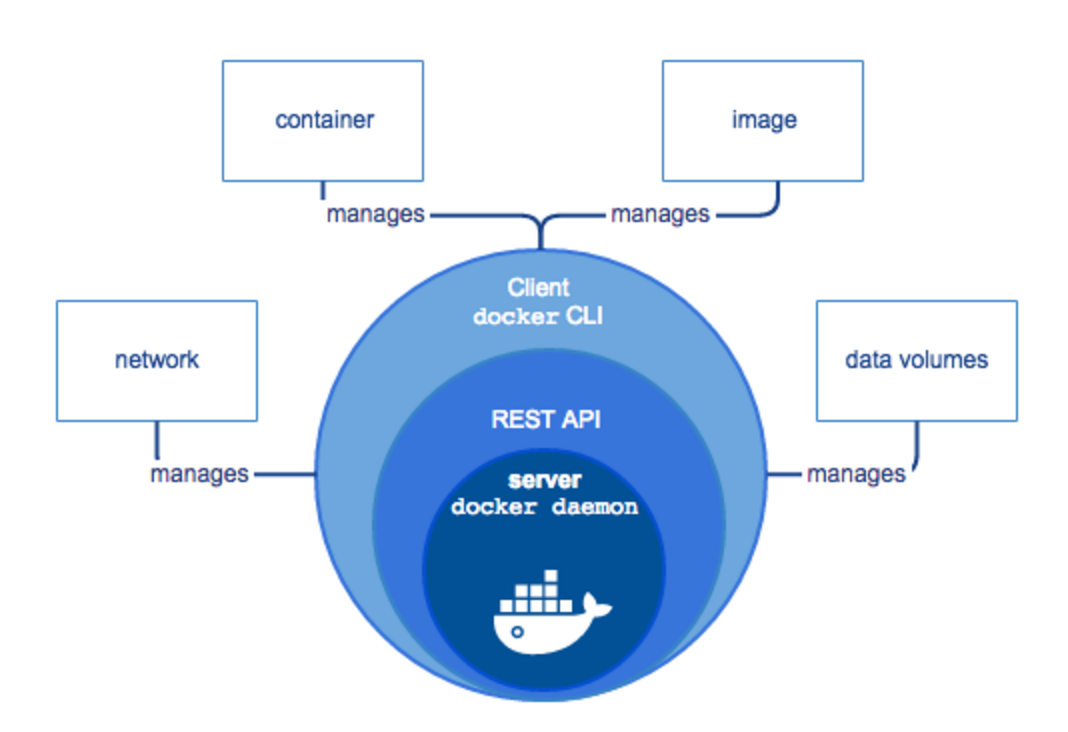 container
image
manages
manages
Client
docker CLI
network
data volumes
REST API
manages
server
docker daemon
manages